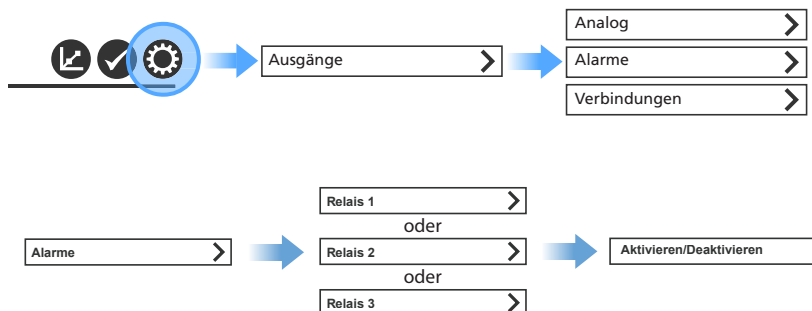 Ausgänge
Analog
Alarme
Verbindungen
Alarme
Relais 1
oder
Relais 2
oder
Relais 3
Aktivieren/Deaktivieren